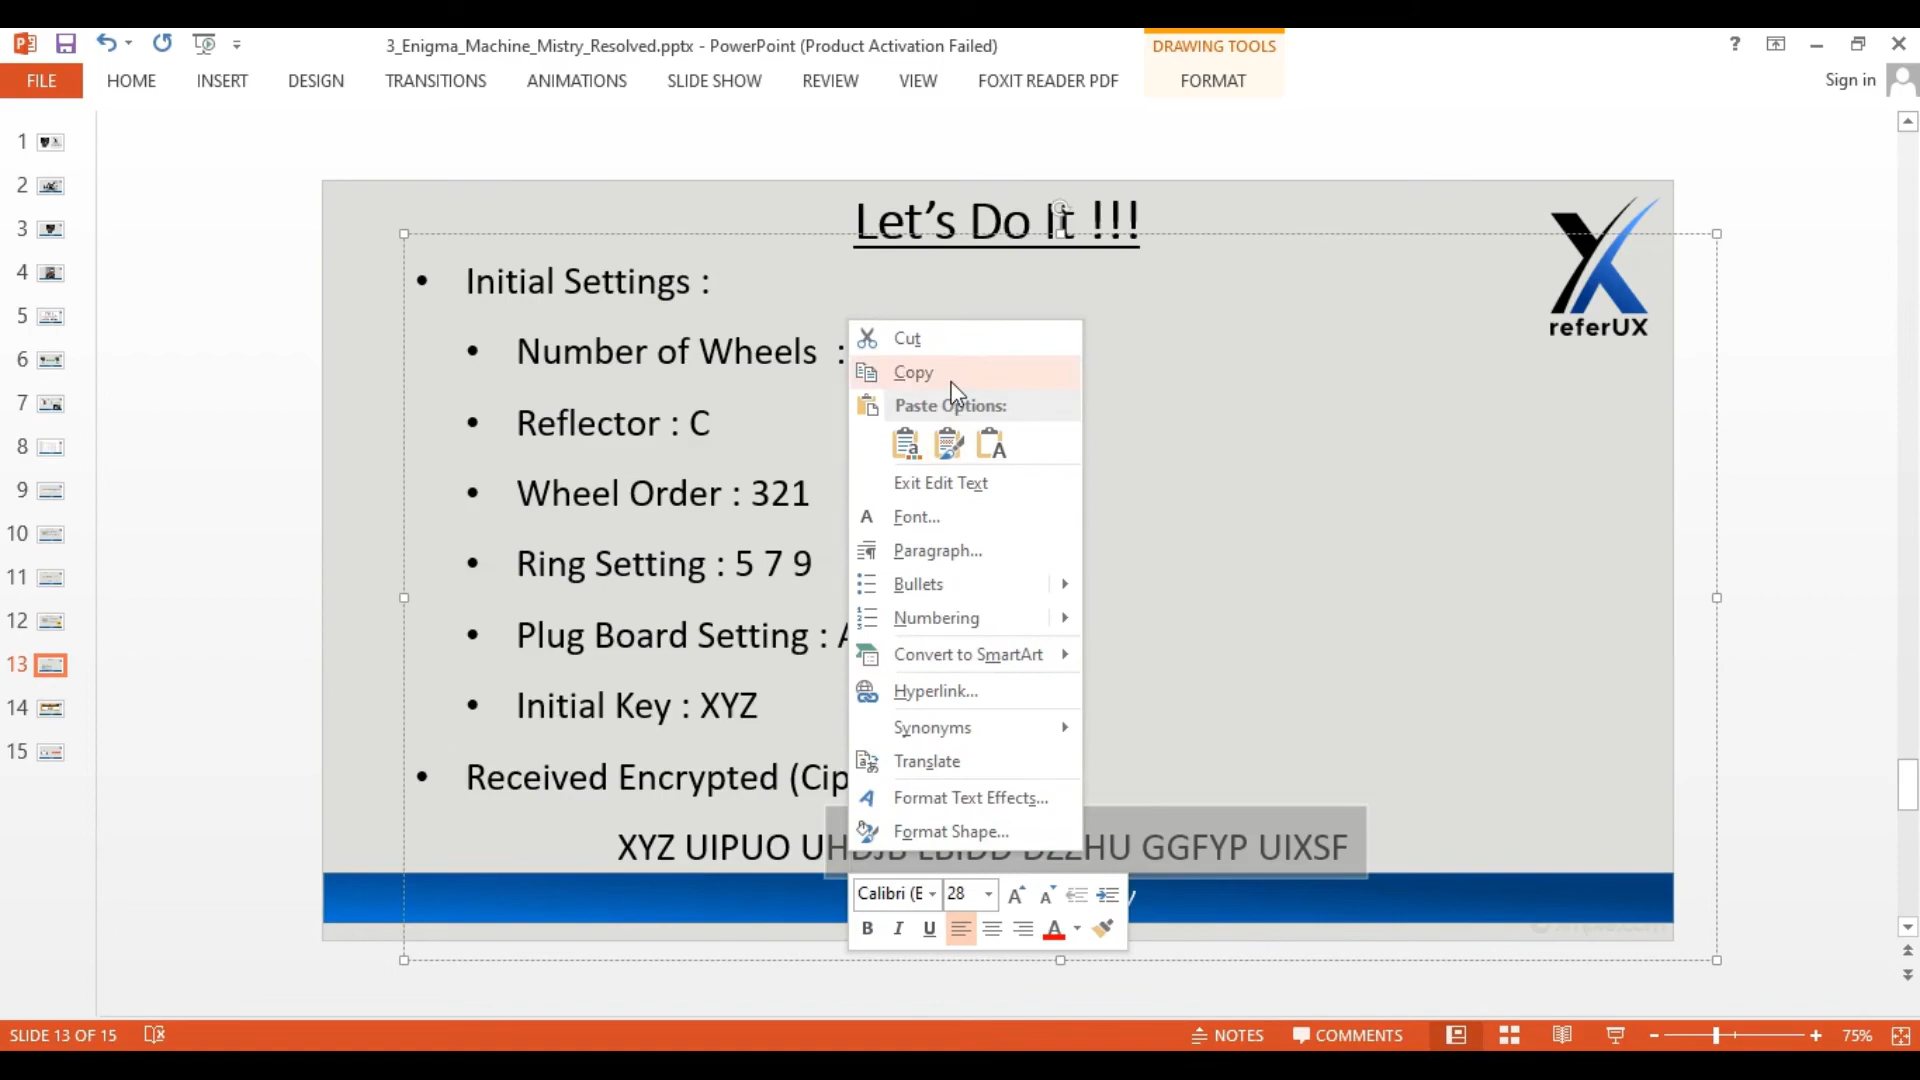 3_Enigma_Machine_Mistry_Resolved.pptx - PowerPoint (Product Activation Failed)
DRAWING TOOLS
?
FILE HOME INSERT DESIGN TRANSITIONS ANIMATIONS SLIDE SHOW REVIEW VIEW FOXIT READER PDF FORMAT
Sign in
1
2
3
4
5
6
7
8
9
10
11
12
13
14
15
Let's Do It !!!
referUX
• Initial Settings :
• Number of Wheels :
• Reflector : C
• Wheel Order : 321
• Ring Setting : 5 7 9
• Plug Board Setting :
• Initial Key : XYZ
• Received Encrypted (Cip
XYZ UIPUO UHDJB EBIDD DZZHU GGFYP UIXSF
Cut
Copy
Paste Options:
Exit Edit Text
Font...
Paragraph...
Bullets
Numbering
Convert to SmartArt
Hyperlink...
Synonyms
Translate
Format Text Effects...
Format Shape...
Calibri (E 28
B I U A
SLIDE 13 OF 15
NOTES COMMENTS
75%